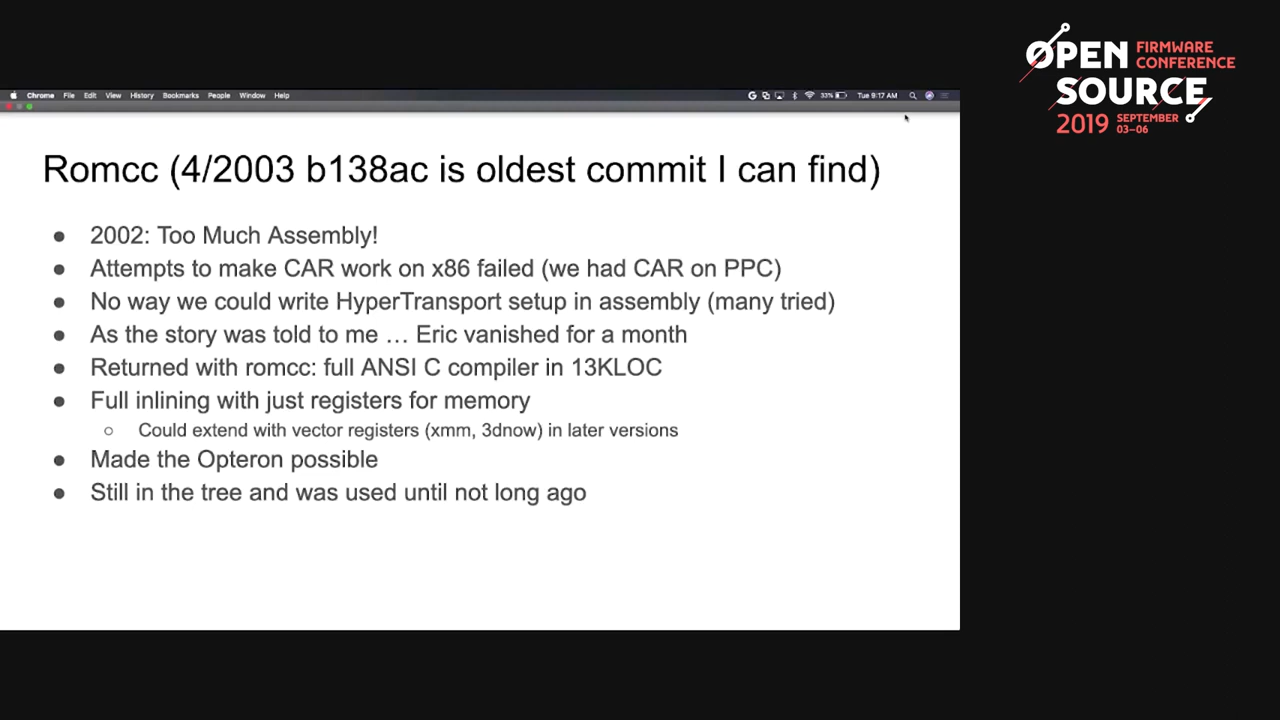 OPEN FIRMWARE
CONFERENCE
SOURCE
2019 SEPTEMBER
03–06
Chrome File Edit View History Bookmarks People Window Help 33% Tue 9:17 AM
Romcc (4/2003 b138ac is oldest commit I can find)
● 2002: Too Much Assembly!
● Attempts to make CAR work on x86 failed (we had CAR on PPC)
● No way we could write HyperTransport setup in assembly (many tried)
● As the story was told to me … Eric vanished for a month
● Returned with romcc: full ANSI C compiler in 13KLOC
● Full inlining with just registers for memory
○ Could extend with vector registers (xmm, 3dnow) in later versions
● Made the Opteron possible
● Still in the tree and was used until not long ago